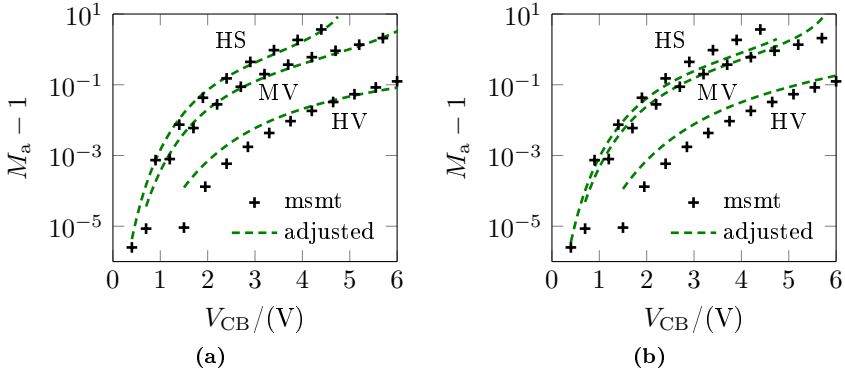 10^1
10^−1
10^−3
10^−5
M_a − 1
HS
MV
HV
msmt
adjusted
0 1 2 3 4 5 6
V_CB/(V)
(a)
10^1
10^−1
10^−3
10^−5
M_a − 1
HS
MV
HV
msmt
adjusted
0 1 2 3 4 5 6
V_CB/(V)
(b)